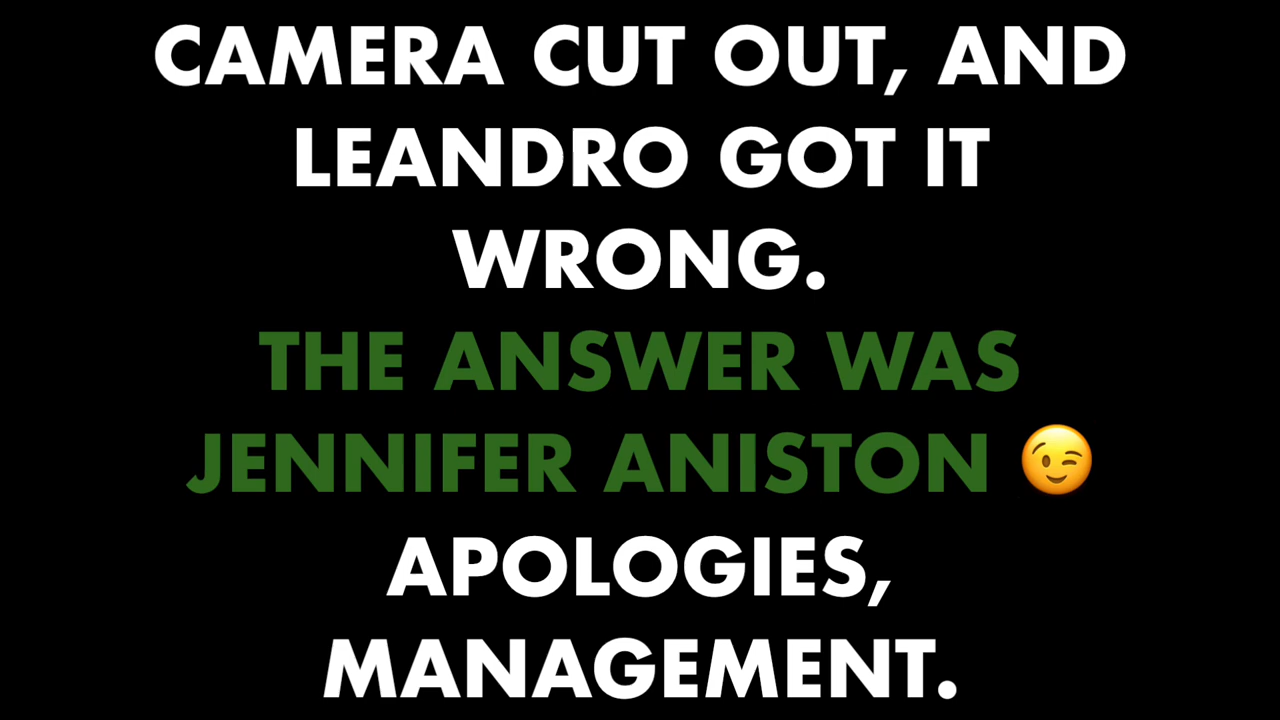 CAMERA CUT OUT, AND
LEANDRO GOT IT
WRONG.
THE ANSWER WAS
JENNIFER ANISTON 😉
APOLOGIES,
MANAGEMENT.